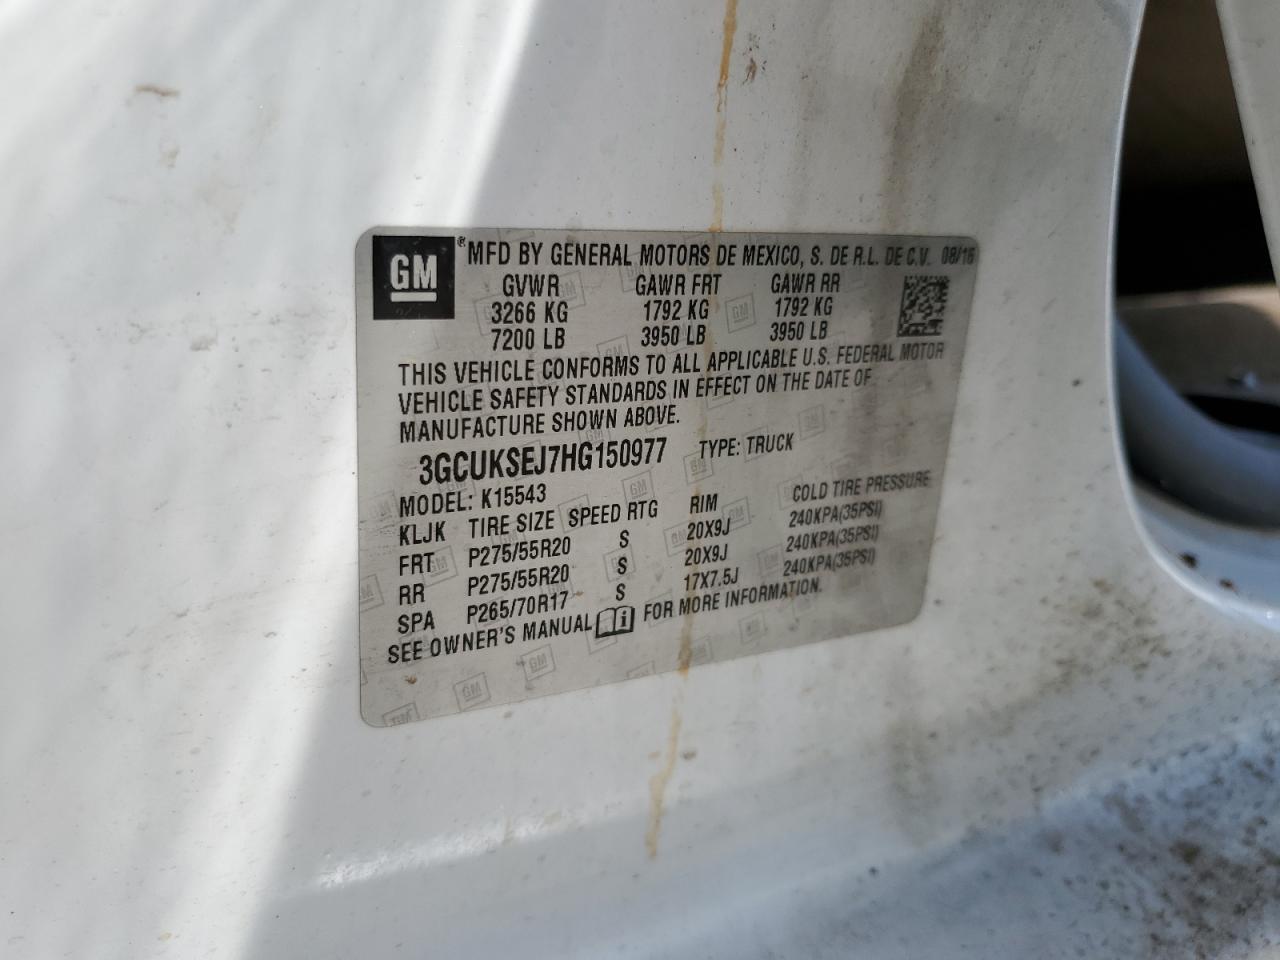 GM ® MFD BY GENERAL MOTORS DE MEXICO, S. DE R.L. DE C.V. 08/16
GVWR GAWR FRT GAWR RR
3266 KG 1792 KG 1792 KG
7200 LB 3950 LB 3950 LB
THIS VEHICLE CONFORMS TO ALL APPLICABLE U.S. FEDERAL MOTOR
VEHICLE SAFETY STANDARDS IN EFFECT ON THE DATE OF
MANUFACTURE SHOWN ABOVE.
3GCUKSEJ7HG150977 TYPE: TRUCK
MODEL: K15543
KLJK TIRE SIZE SPEED RTG RIM COLD TIRE PRESSURE
FRT P275/55R20 S 20X9J 240KPA(35PSI)
RR P275/55R20 S 20X9J 240KPA(35PSI)
SPA P265/70R17 S 17X7.5J 240KPA(35PSI)
SEE OWNER'S MANUAL FOR MORE INFORMATION.